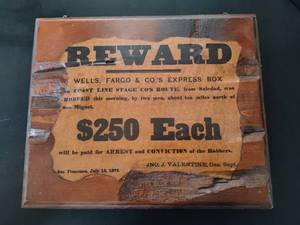 REWARD
WELLS, FARGO & CO'S EXPRESS BOX
on COAST LINE STAGE CO'S ROUTE, from Soledad, was
ROBBED this morning, by two men, about ten miles north of
San Miguel.
$250 Each
will be paid for ARREST and CONVICTION of the Robbers.
JNO. J. VALENTINE, Gen. Supt.
San Francisco, July 15,